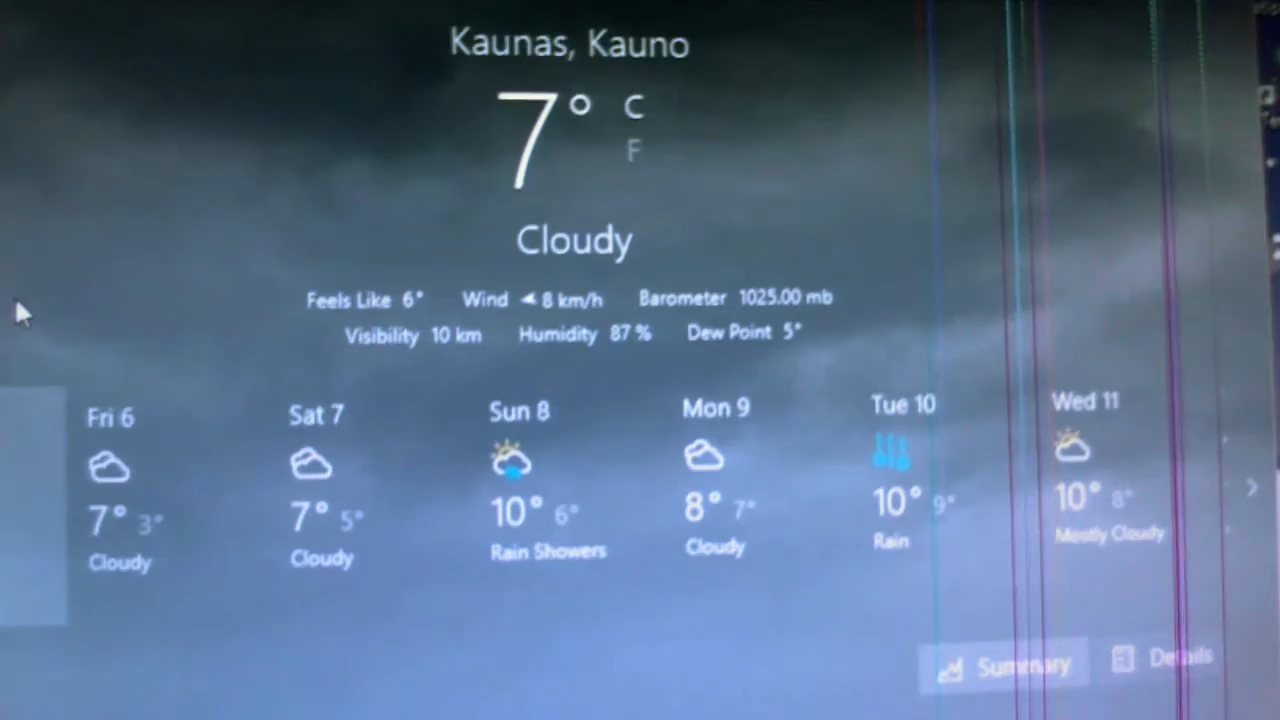 Kaunas, Kauno
7° C
F
Cloudy
Feels Like 6° Wind 8 km/h Barometer 1025.00 mb
Visibility 10 km Humidity 87 % Dew Point 5°
Fri 6 Sat 7 Sun 8 Mon 9 Tue 10 Wed 11
7° 3° 7° 5° 10° 6° 8° 7° 10° 9° 10° 8°
Cloudy Cloudy Rain Showers Cloudy Rain Mostly Cloudy
Summary Details